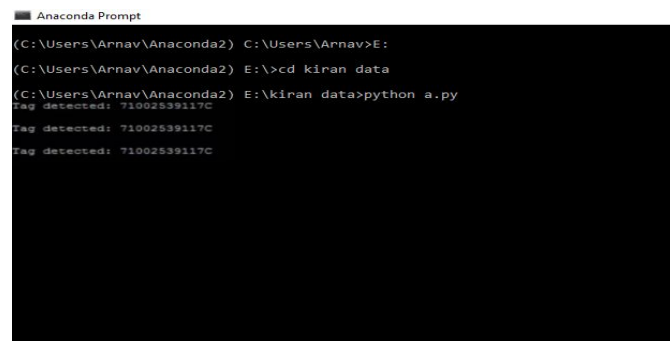 Anaconda Prompt
(C:\Users\Arnav\Anaconda2) C:\Users\Arnav>E:
(C:\Users\Arnav\Anaconda2) E:\>cd kiran data
(C:\Users\Arnav\Anaconda2) E:\kiran data>python a.py
Tag detected: 71002539117C
Tag detected: 71002539117C
Tag detected: 71002539117C